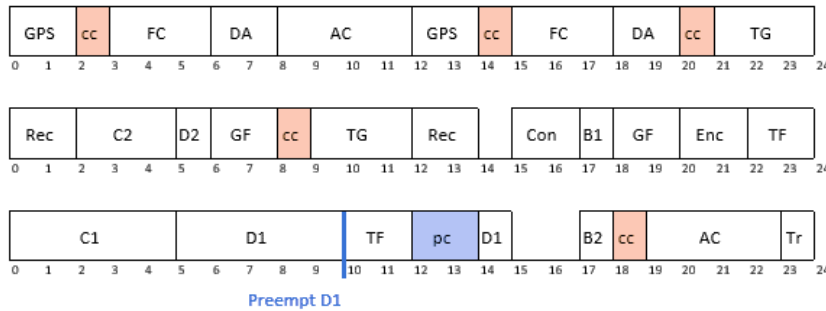 GPS cc FC DA AC GPS cc FC DA cc TG
0 1 2 3 4 5 6 7 8 9 10 11 12 13 14 15 16 17 18 19 20 21 22 23 24
Rec C2 D2 GF cc TG Rec Con B1 GF Enc TF
0 1 2 3 4 5 6 7 8 9 10 11 12 13 14 15 16 17 18 19 20 21 22 23 24
C1 D1 TF pc D1 B2 cc AC Tr
0 1 2 3 4 5 6 7 8 9 10 11 12 13 14 15 16 17 18 19 20 21 22 23 24
Preempt D1